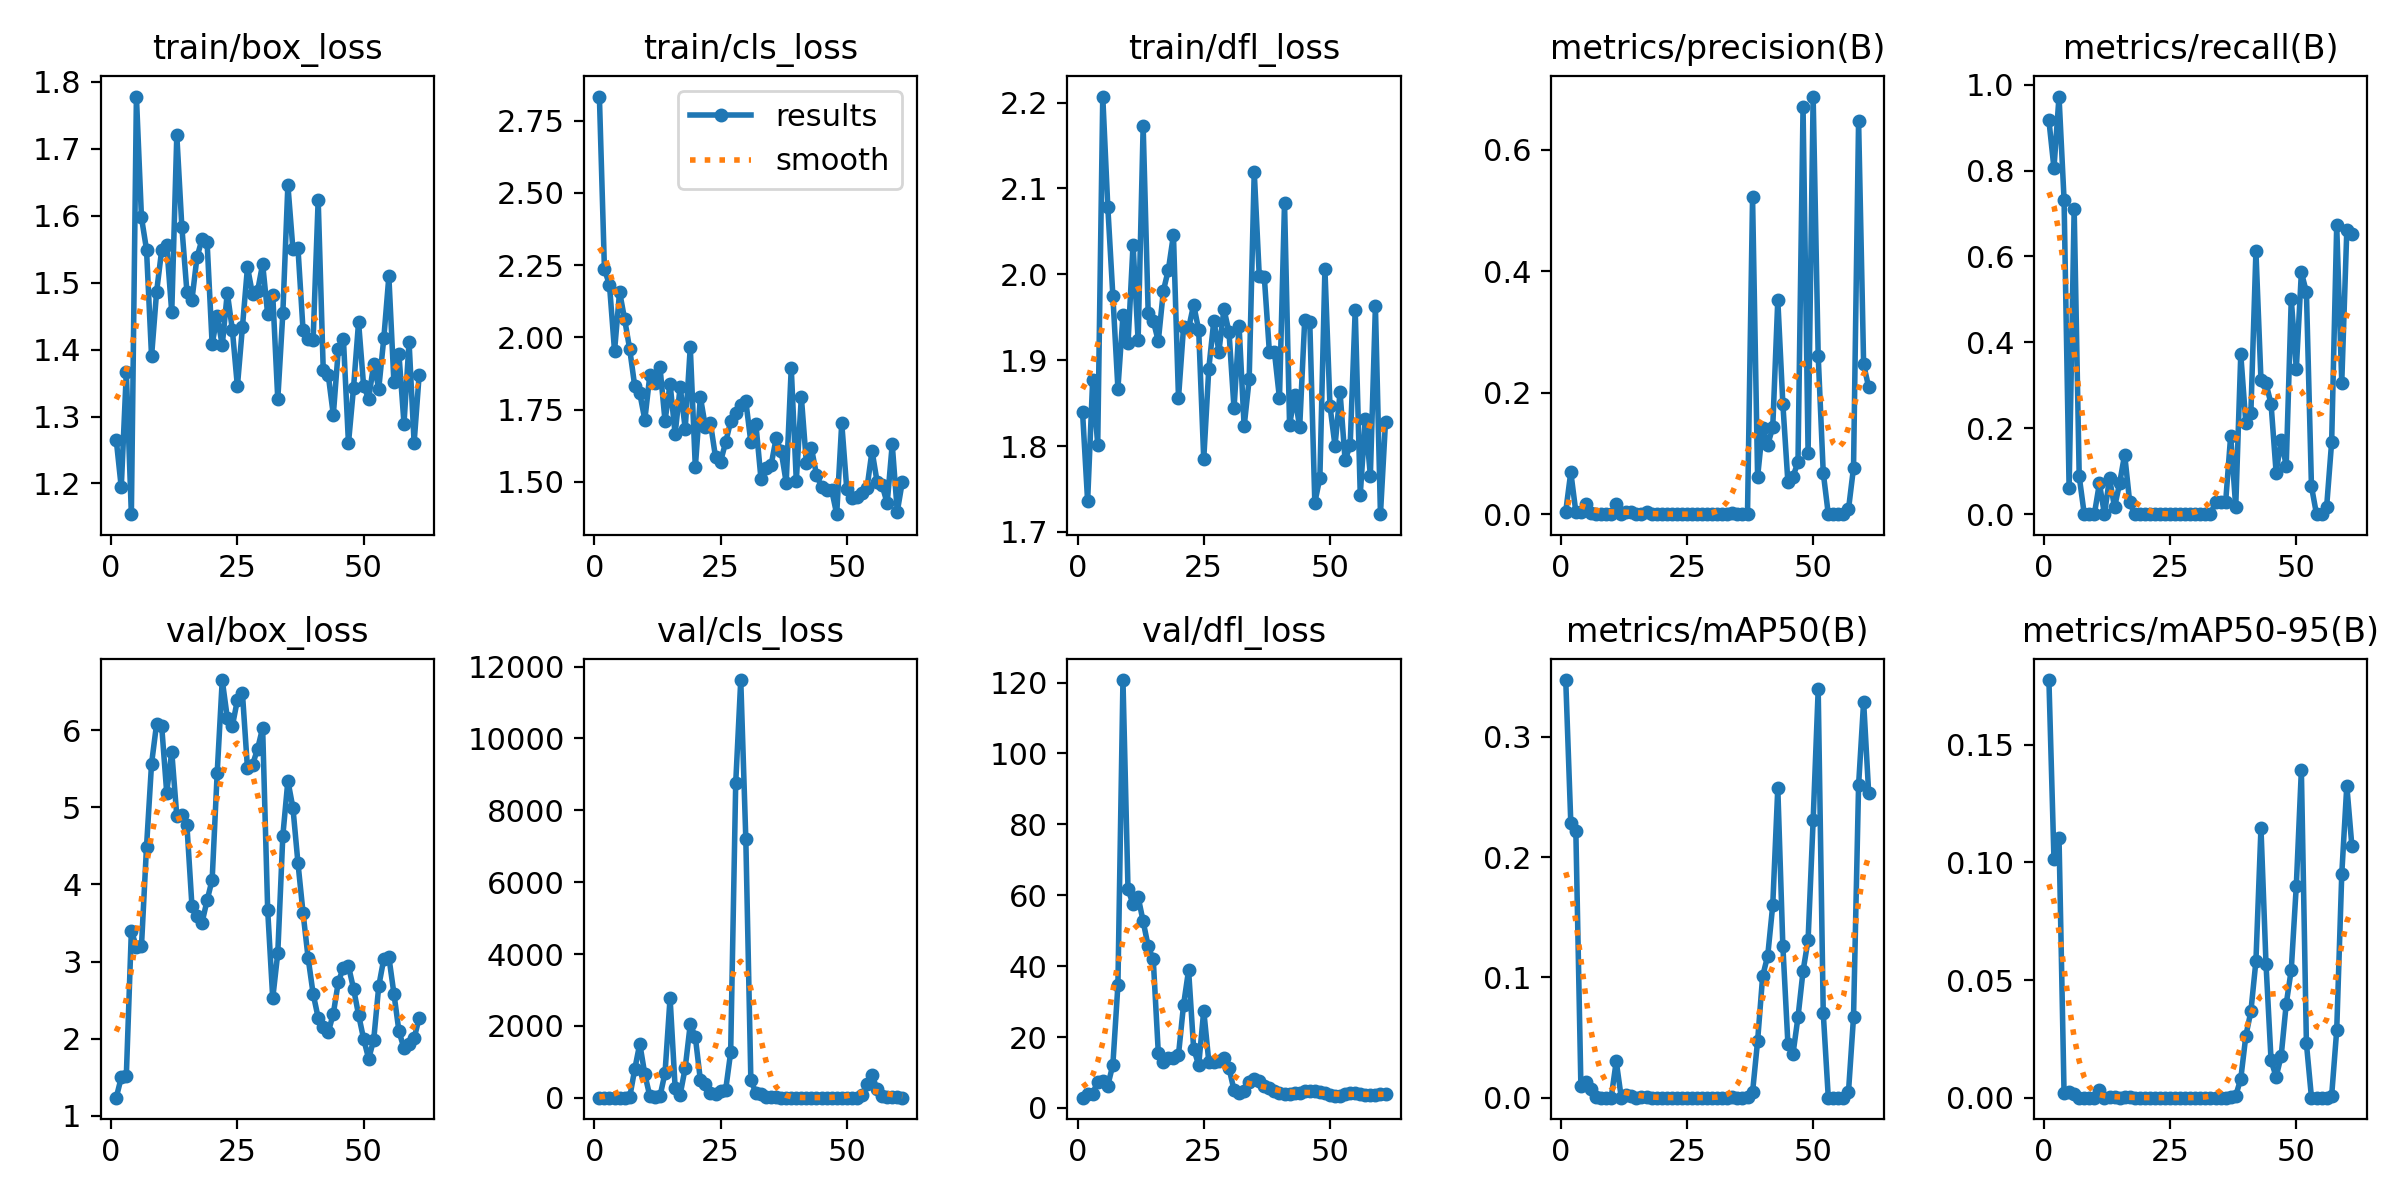 train/box_loss
1.8
1.7
1.6
1.5
1.4
1.3
1.2
0 25 50
train/cls_loss
results
smooth
2.75
2.50
2.25
2.00
1.75
1.50
0 25 50
train/dfl_loss
2.2
2.1
2.0
1.9
1.8
1.7
0 25 50
metrics/precision(B)
0.6
0.4
0.2
0.0
0 25 50
metrics/recall(B)
1.0
0.8
0.6
0.4
0.2
0.0
0 25 50
val/box_loss
6
5
4
3
2
1
0 25 50
val/cls_loss
12000
10000
8000
6000
4000
2000
0
0 25 50
val/dfl_loss
120
100
80
60
40
20
0
0 25 50
metrics/mAP50(B)
0.3
0.2
0.1
0.0
0 25 50
metrics/mAP50-95(B)
0.15
0.10
0.05
0.00
0 25 50